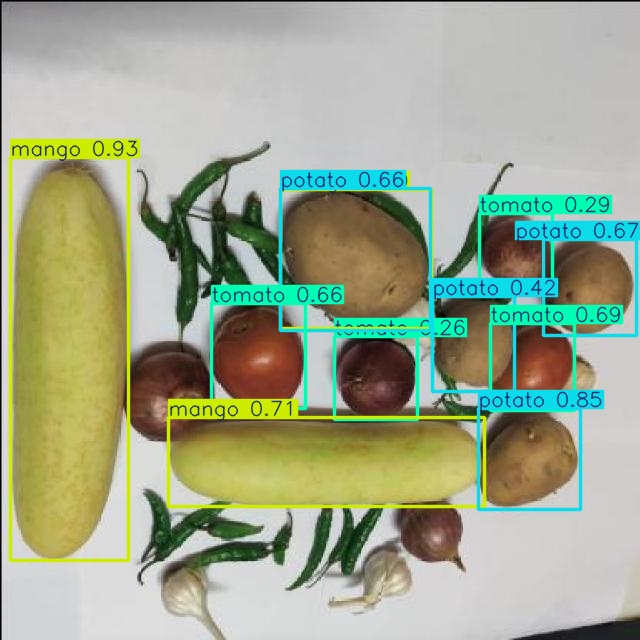 mango 0.93
potato 0.66
tomato 0.29
potato 0.67
tomato 0.66
potato 0.42
tomato 0.69
tomato 0.26
mango 0.71
potato 0.85